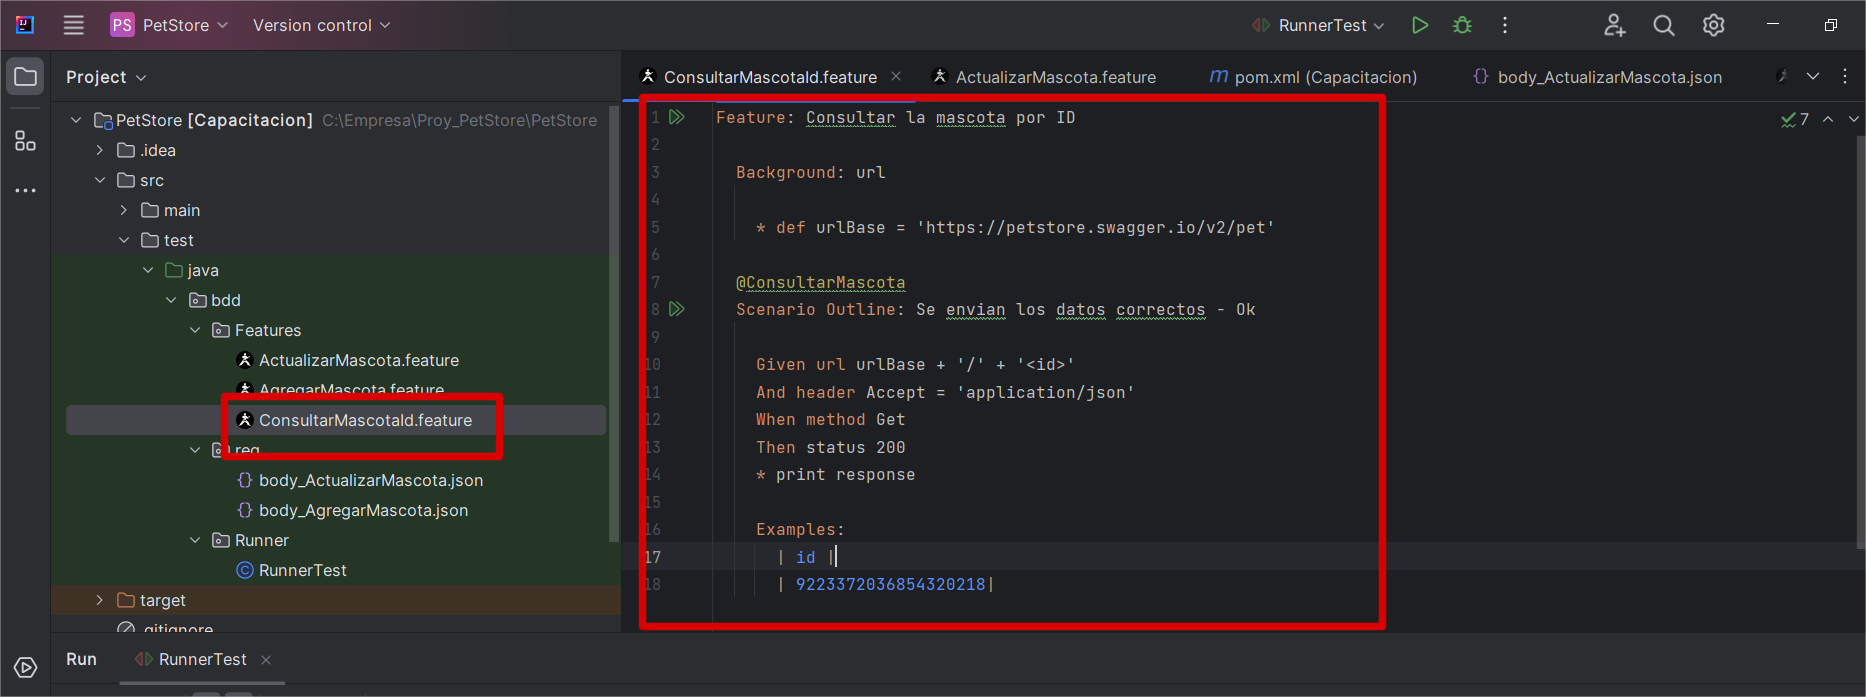 PS PetStore Version control RunnerTest
Project
PetStore [Capacitacion] C:\Empresa\Proy_PetStore\PetStore
.idea
src
main
test
java
bdd
Features
ActualizarMascota.feature
AgregarMascota.feature
ConsultarMascotaId.feature
req
body_ActualizarMascota.json
body_AgregarMascota.json
Runner
RunnerTest
target
.gitignore
ConsultarMascotaId.feature ActualizarMascota.feature m pom.xml (Capacitacion) {} body_ActualizarMascota.json
1 Feature: Consultar la mascota por ID
7
2
3 Background: url
4
5 * def urlBase = 'https://petstore.swagger.io/v2/pet'
6
7 @ConsultarMascota
8 Scenario Outline: Se envian los datos correctos - Ok
9
10 Given url urlBase + '/' + '<id>'
11 And header Accept = 'application/json'
12 When method Get
13 Then status 200
14 * print response
15
16 Examples:
17 | id |
18 | 9223372036854320218|
Run RunnerTest